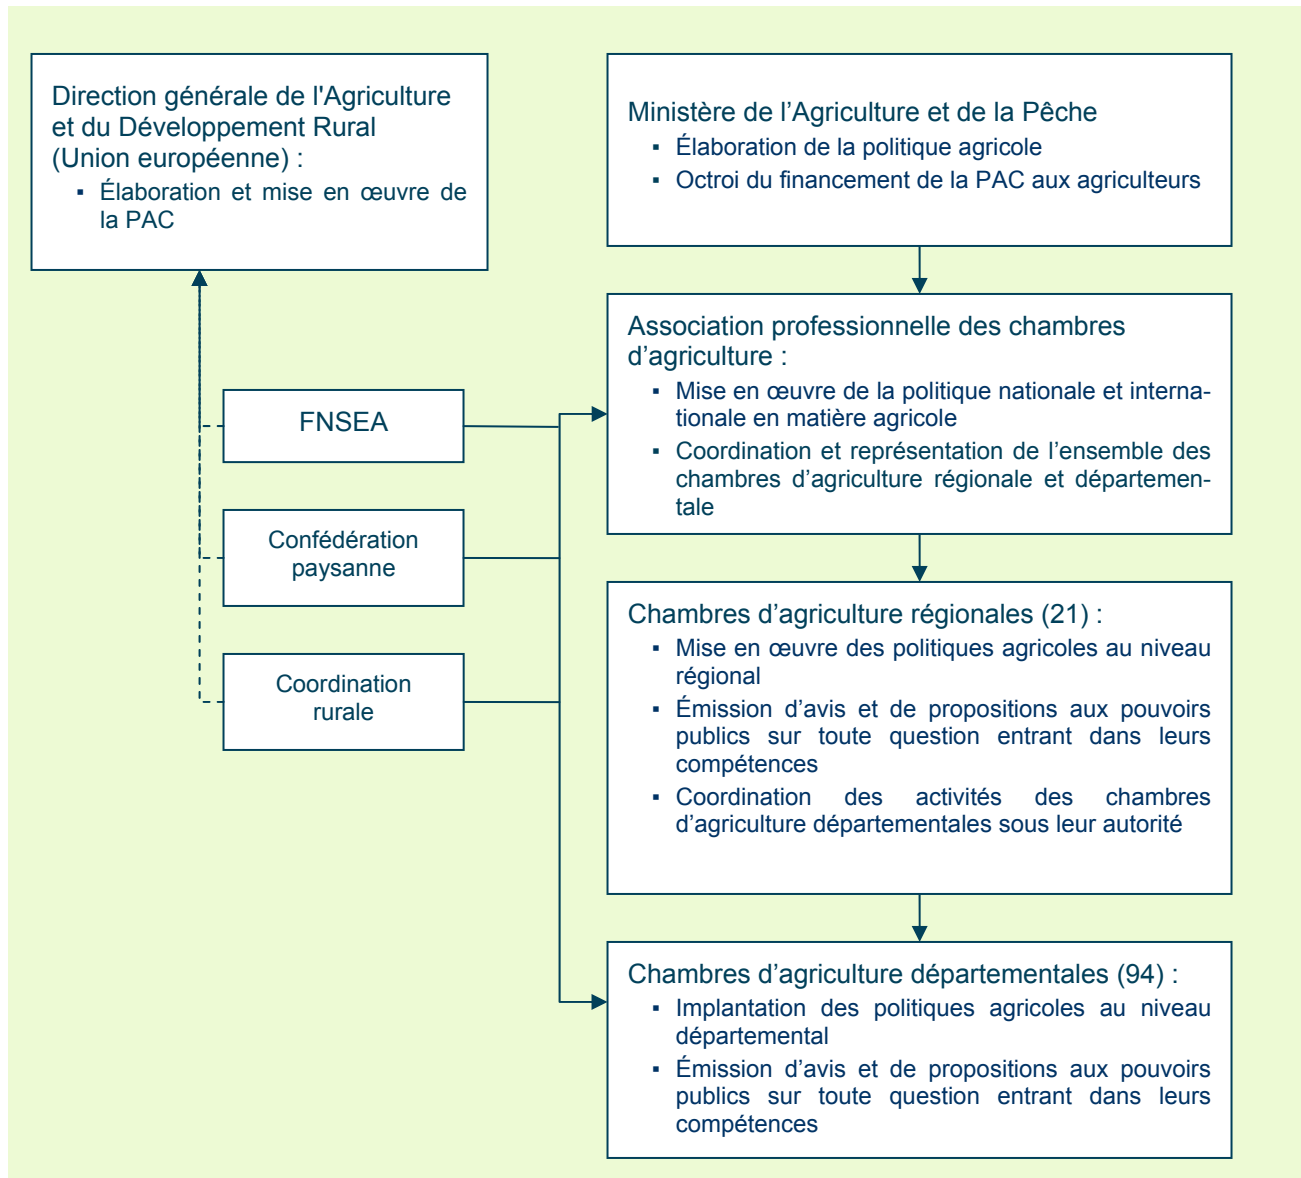 Direction générale de l'Agriculture
et du Développement Rural
(Union européenne) :
▪ Élaboration et mise en œuvre de
la PAC
Ministère de l’Agriculture et de la Pêche
▪ Élaboration de la politique agricole
▪ Octroi du financement de la PAC aux agriculteurs
Association professionnelle des chambres
d’agriculture :
▪ Mise en œuvre de la politique nationale et interna-
tionale en matière agricole
▪ Coordination et représentation de l’ensemble des
chambres d’agriculture régionale et départemen-
tale
FNSEA
Confédération
paysanne
Coordination
rurale
Chambres d’agriculture régionales (21) :
▪ Mise en œuvre des politiques agricoles au niveau
régional
▪ Émission d’avis et de propositions aux pouvoirs
publics sur toute question entrant dans leurs
compétences
▪ Coordination des activités des chambres
d’agriculture départementales sous leur autorité
Chambres d’agriculture départementales (94) :
▪ Implantation des politiques agricoles au niveau
départemental
▪ Émission d’avis et de propositions aux pouvoirs
publics sur toute question entrant dans leurs
compétences